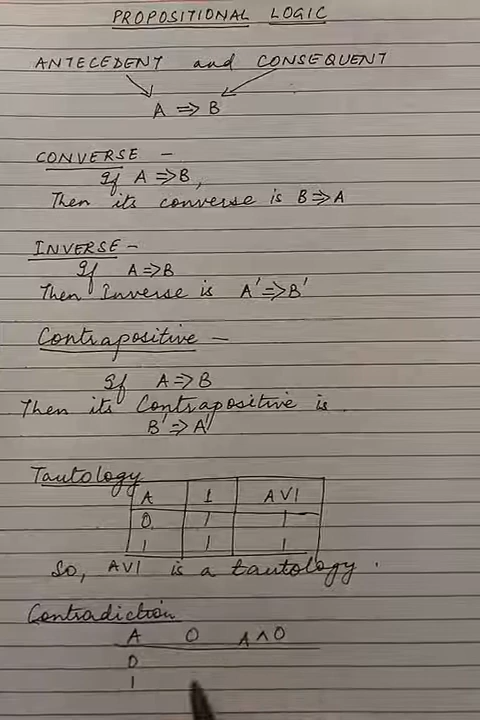 PROPOSITIONAL LOGIC
ANTECEDENT and CONSEQUENT
A ⇒ B
CONVERSE –
If A ⇒ B,
Then its converse is B ⇒ A
INVERSE –
If A ⇒ B
Then Inverse is A' ⇒ B'
Contrapositive –
If A ⇒ B
Then its Contrapositive is
B' ⇒ A'
Tautology
A 1 A V 1
0 1 1
1 1 1
So, A V 1 is a tautology.
Contradiction
A 0 A ∧ 0
0
1